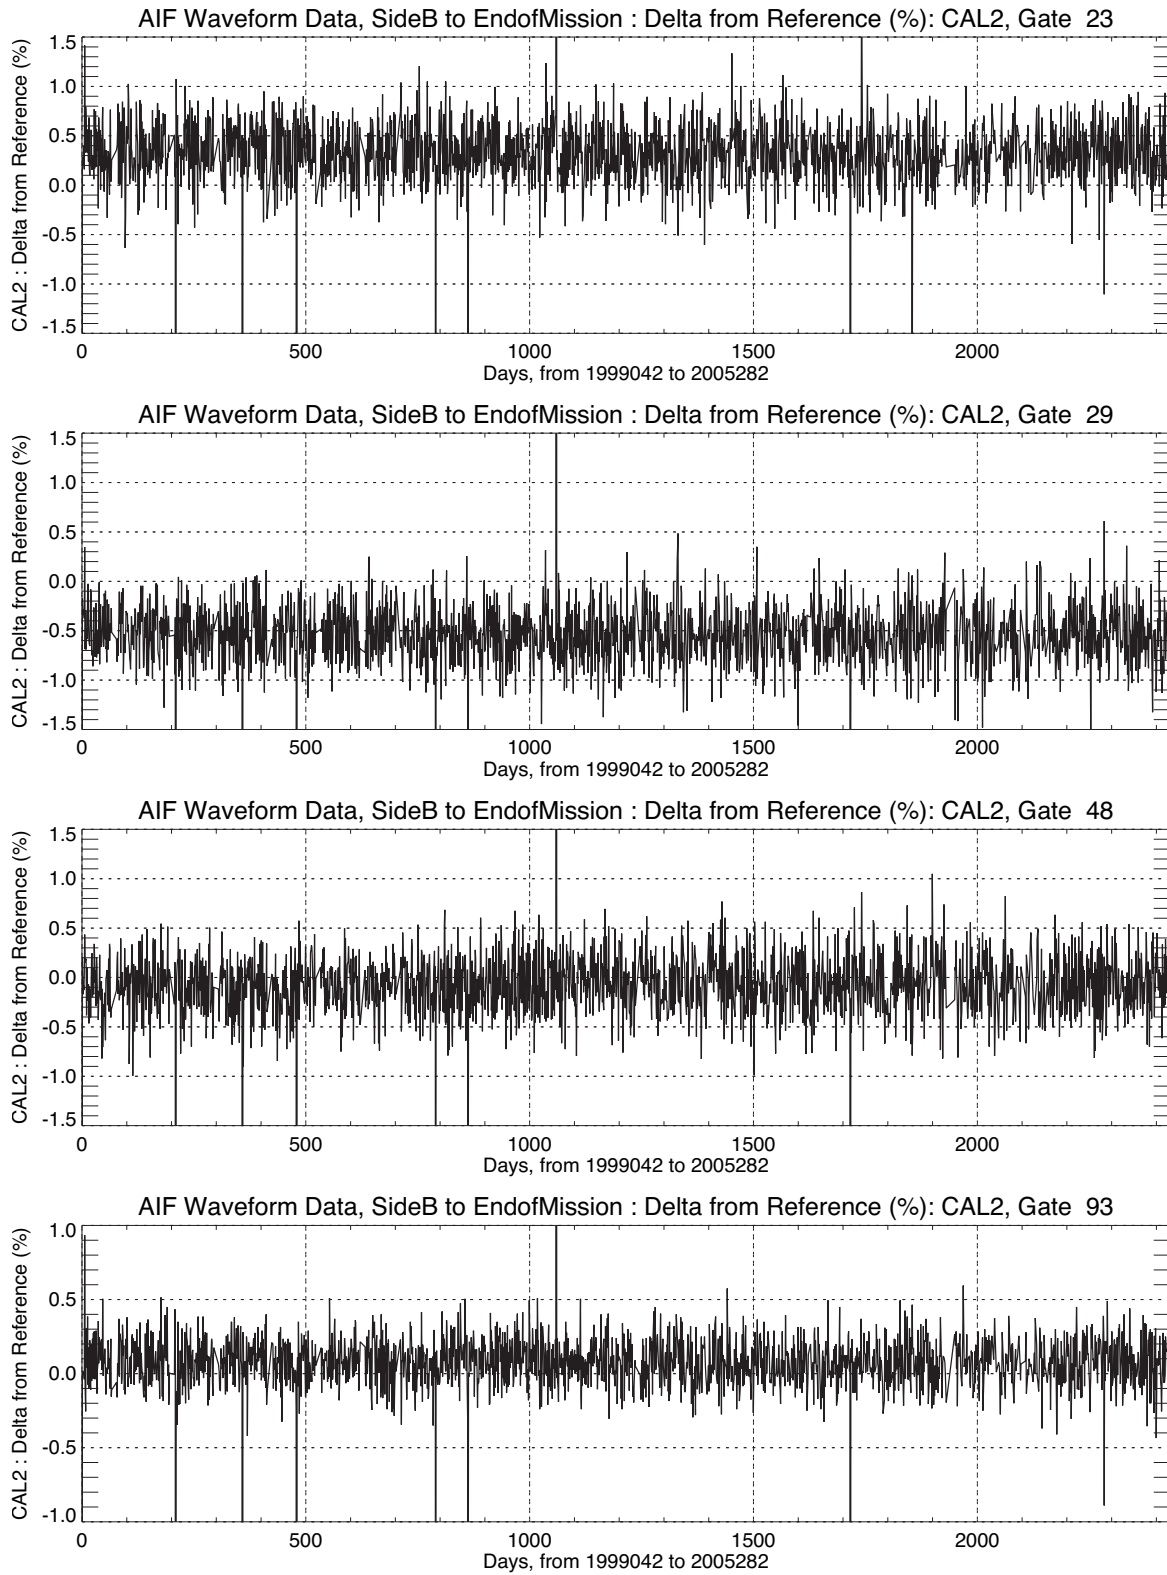 AIF Waveform Data, SideB to EndofMission : Delta from Reference (%): CAL2, Gate 23
CAL2 : Delta from Reference (%)
1.5
1.0
0.5
0.0
-0.5
-1.0
-1.5
0 500 1000 1500 2000
Days, from 1999042 to 2005282
AIF Waveform Data, SideB to EndofMission : Delta from Reference (%): CAL2, Gate 29
CAL2 : Delta from Reference (%)
1.5
1.0
0.5
0.0
-0.5
-1.0
-1.5
0 500 1000 1500 2000
Days, from 1999042 to 2005282
AIF Waveform Data, SideB to EndofMission : Delta from Reference (%): CAL2, Gate 48
CAL2 : Delta from Reference (%)
1.5
1.0
0.5
0.0
-0.5
-1.0
-1.5
0 500 1000 1500 2000
Days, from 1999042 to 2005282
AIF Waveform Data, SideB to EndofMission : Delta from Reference (%): CAL2, Gate 93
CAL2 : Delta from Reference (%)
1.0
0.5
0.0
-0.5
-1.0
0 500 1000 1500 2000
Days, from 1999042 to 2005282